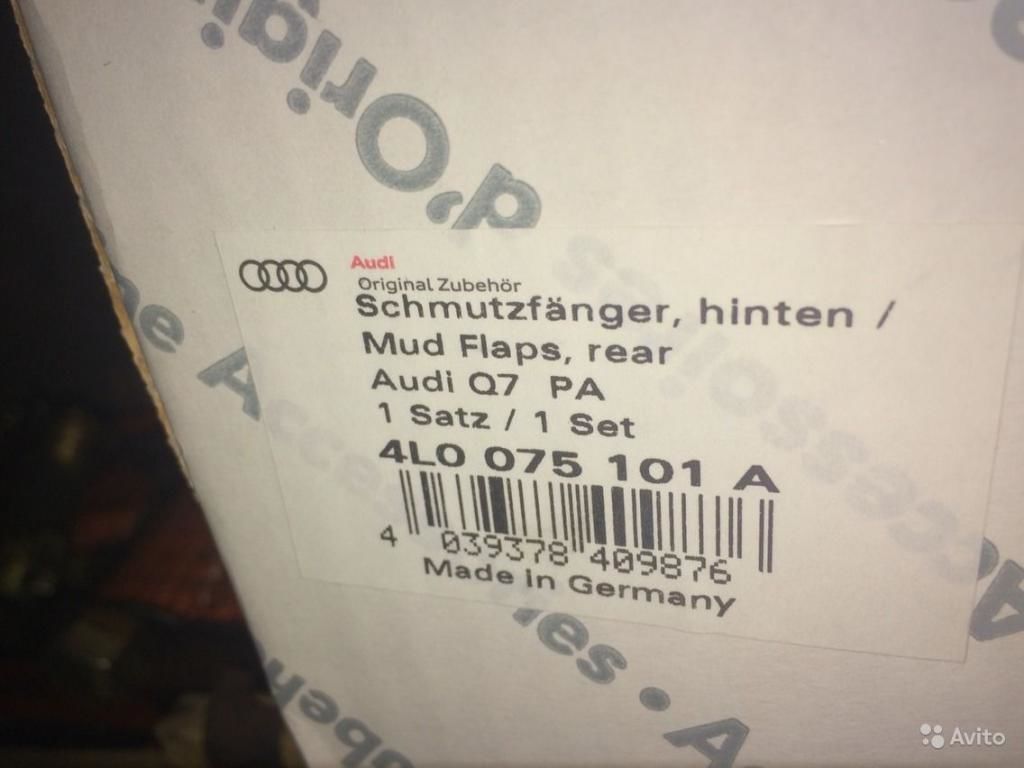 Origi
Audi
Original Zubehör
Schmutzfänger, hinten /
Mud Flaps, rear
Audi Q7 PA
1 Satz / 1 Set
4L0 075 101 A
4 039378 409876
Made in Germany
Avito